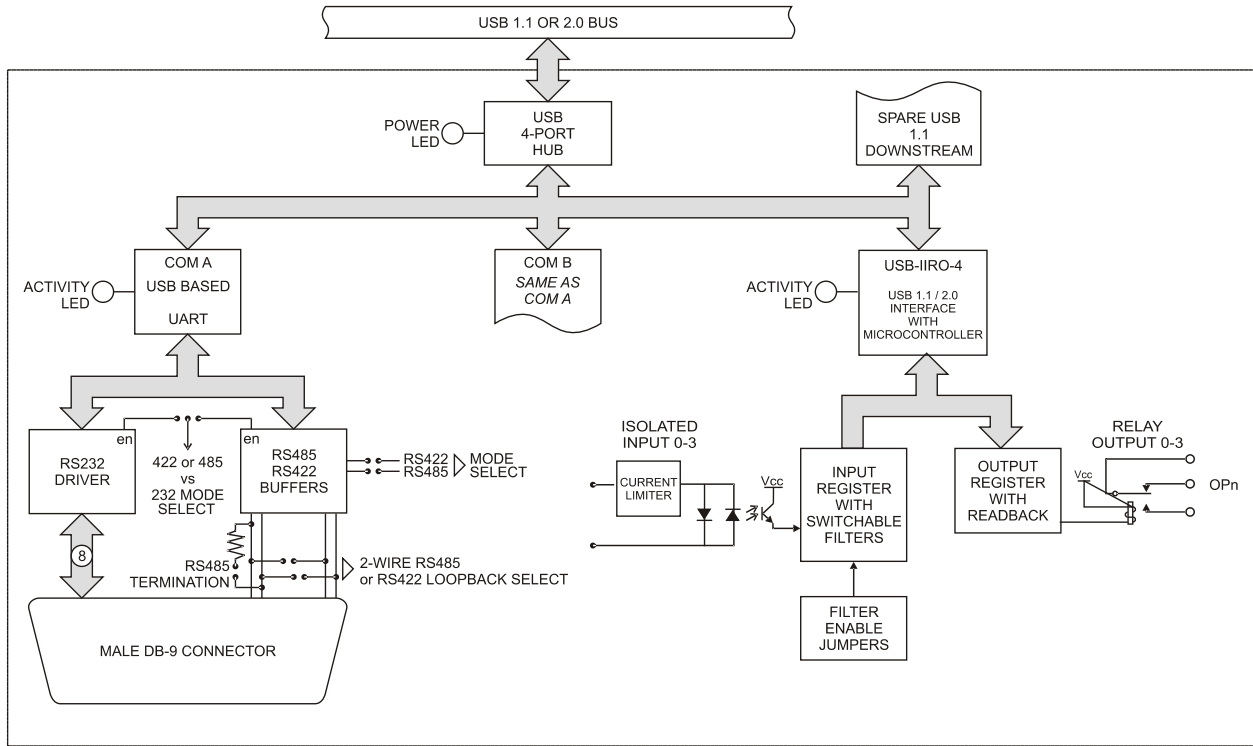 USB 1.1 OR 2.0 BUS
POWER
LED
USB
4-PORT
HUB
SPARE USB
1.1
DOWNSTREAM
ACTIVITY
LED
COM A
USB BASED
UART
COM B
SAME AS
COM A
ACTIVITY
LED
USB-IIRO-4
USB 1.1 / 2.0
INTERFACE
WITH
MICROCONTROLLER
en
RS232
DRIVER
422 or 485
vs
232 MODE
SELECT
en
RS485
RS422
BUFFERS
RS422
RS485
MODE
SELECT
8
RS485
TERMINATION
2-WIRE RS485
or RS422 LOOPBACK SELECT
MALE DB-9 CONNECTOR
ISOLATED
INPUT 0-3
CURRENT
LIMITER
Vcc
INPUT
REGISTER
WITH
SWITCHABLE
FILTERS
FILTER
ENABLE
JUMPERS
OUTPUT
REGISTER
WITH
READBACK
RELAY
OUTPUT 0-3
Vcc
OPn